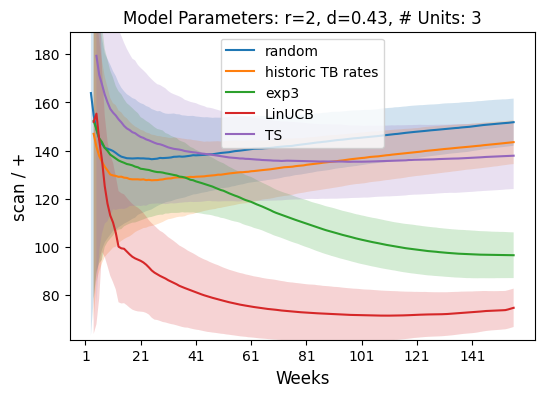 Model Parameters: r=2, d=0.43, # Units: 3
random
historic TB rates
exp3
LinUCB
TS
scan / +
180
160
140
120
100
80
1 21 41 61 81 101 121 141
Weeks